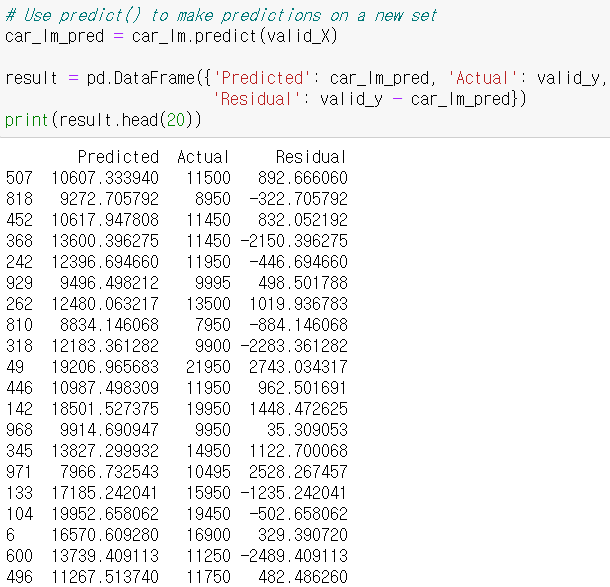 # Use predict() to make predictions on a new set
car_lm_pred = car_lm.predict(valid_X)
result = pd.DataFrame({'Predicted': car_lm_pred, 'Actual': valid_y,
'Residual': valid_y - car_lm_pred})
print(result.head(20))
Predicted Actual Residual
507 10607.333940 11500 892.666060
818 9272.705792 8950 -322.705792
452 10617.947808 11450 832.052192
368 13600.396275 11450 -2150.396275
242 12396.694660 11950 -446.694660
929 9496.498212 9995 498.501788
262 12480.063217 13500 1019.936783
810 8834.146068 7950 -884.146068
318 12183.361282 9900 -2283.361282
49 19206.965683 21950 2743.034317
446 10987.498309 11950 962.501691
142 18501.527375 19950 1448.472625
968 9914.690947 9950 35.309053
345 13827.299932 14950 1122.700068
971 7966.732543 10495 2528.267457
133 17185.242041 15950 -1235.242041
104 19952.658062 19450 -502.658062
6 16570.609280 16900 329.390720
600 13739.409113 11250 -2489.409113
496 11267.513740 11750 482.486260